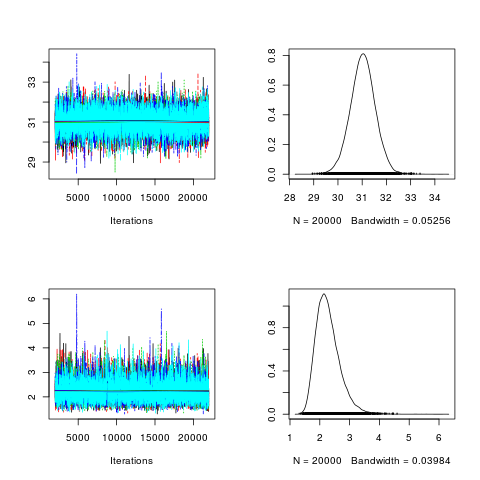 29 31 33
5000 10000 15000 20000
Iterations
0.0 0.2 0.4 0.6 0.8
28 29 30 31 32 33 34
N = 20000 Bandwidth = 0.05256
2 3 4 5 6
5000 10000 15000 20000
Iterations
0.0 0.4 0.8
1 2 3 4 5 6
N = 20000 Bandwidth = 0.03984